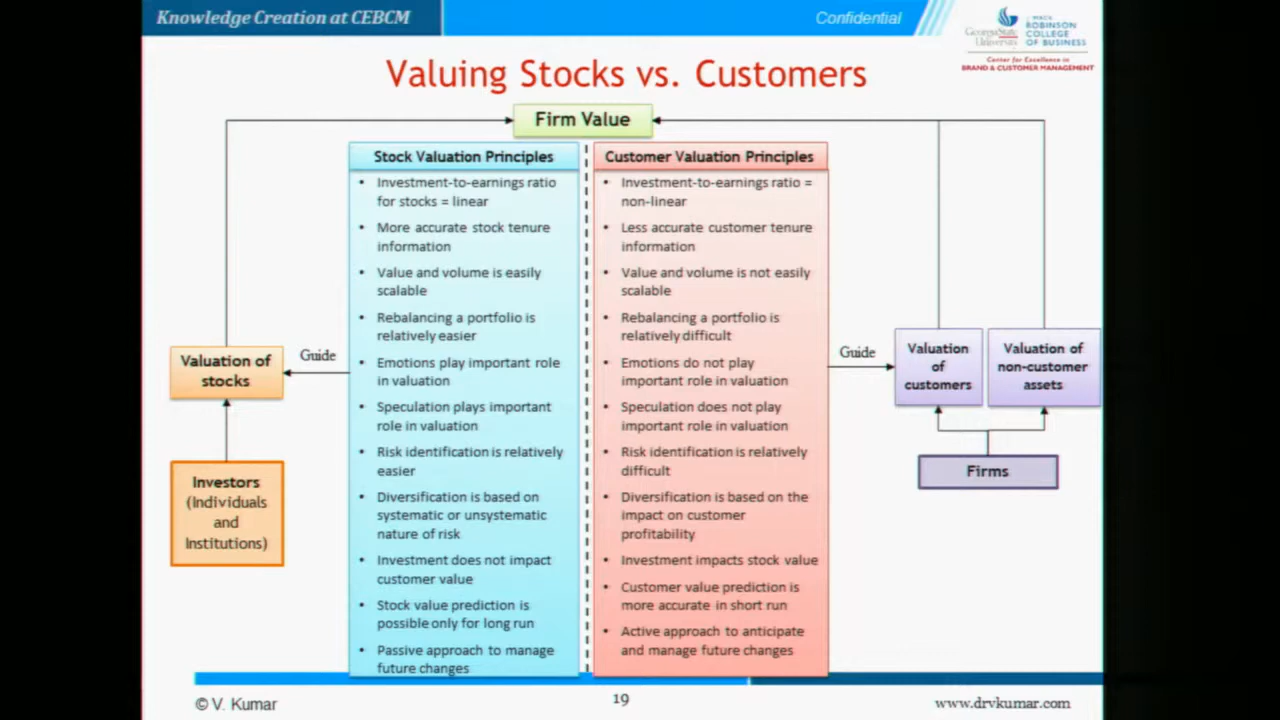 Knowledge Creation at CEBCM
Confidential
Georgia State
University
J. MACK
ROBINSON
COLLEGE
OF BUSINESS
Center for Excellence in
BRAND & CUSTOMER MANAGEMENT
Valuing Stocks vs. Customers
Firm Value
Stock Valuation Principles
• Investment-to-earnings ratio
for stocks = linear
• More accurate stock tenure
information
• Value and volume is easily
scalable
• Rebalancing a portfolio is
relatively easier
• Emotions play important role
in valuation
• Speculation plays important
role in valuation
• Risk identification is relatively
easier
• Diversification is based on
systematic or unsystematic
nature of risk
• Investment does not impact
customer value
• Stock value prediction is
possible only for long run
• Passive approach to manage
future changes
Customer Valuation Principles
• Investment-to-earnings ratio =
non-linear
• Less accurate customer tenure
information
• Value and volume is not easily
scalable
• Rebalancing a portfolio is
relatively difficult
• Emotions do not play
important role in valuation
• Speculation does not play
important role in valuation
• Risk identification is relatively
difficult
• Diversification is based on the
impact on customer
profitability
• Investment impacts stock value
• Customer value prediction is
more accurate in short run
• Active approach to anticipate
and manage future changes
Valuation of
stocks
Guide
Investors
(Individuals
and
Institutions)
Guide
Valuation
of
customers
Valuation of
non-customer
assets
Firms
© V. Kumar
19
www.drvkumar.com